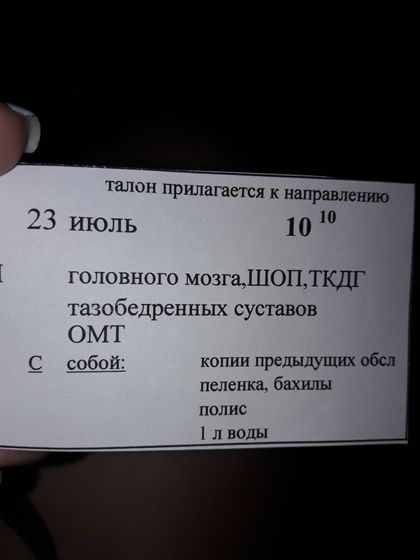 талон прилагается к направлению
23 июль 10 10
головного мозга,ШОП,ТКДГ
тазобедренных суставов
ОМТ
С собой: копии предыдущих обсл
пеленка, бахилы
полис
1 л воды